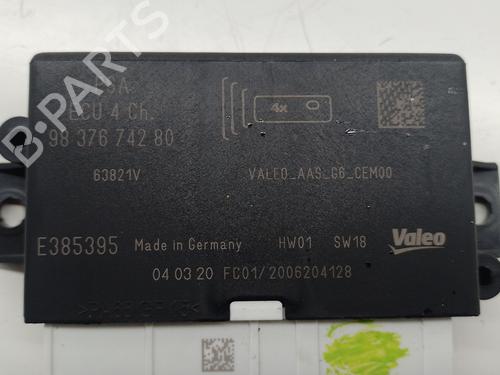 B-PARTS
ECU 4 Ch.
98 376 742 80
4x
63821V
VALEO_AAS_G6_CEM00
E385395 Made in Germany HW01 SW18 Valeo
04 03 20 FC01/2006204128